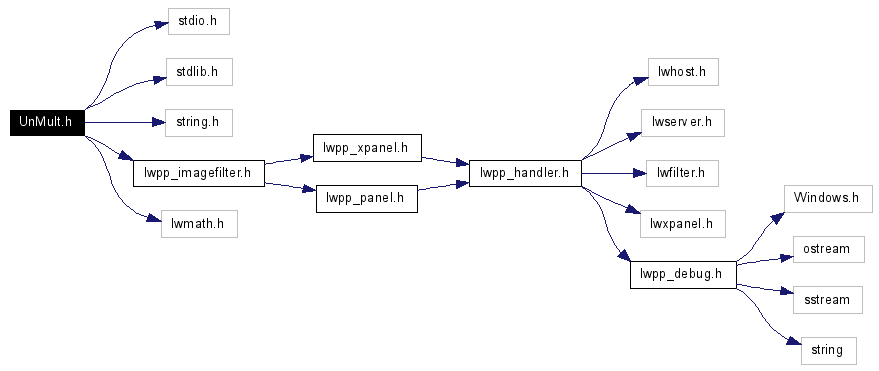 stdio.h
stdlib.h
UnMult.h
string.h
lwpp_imagefilter.h
lwmath.h
lwpp_xpanel.h
lwpp_panel.h
lwpp_handler.h
lwhost.h
lwserver.h
lwfilter.h
lwxpanel.h
lwpp_debug.h
Windows.h
ostream
sstream
string